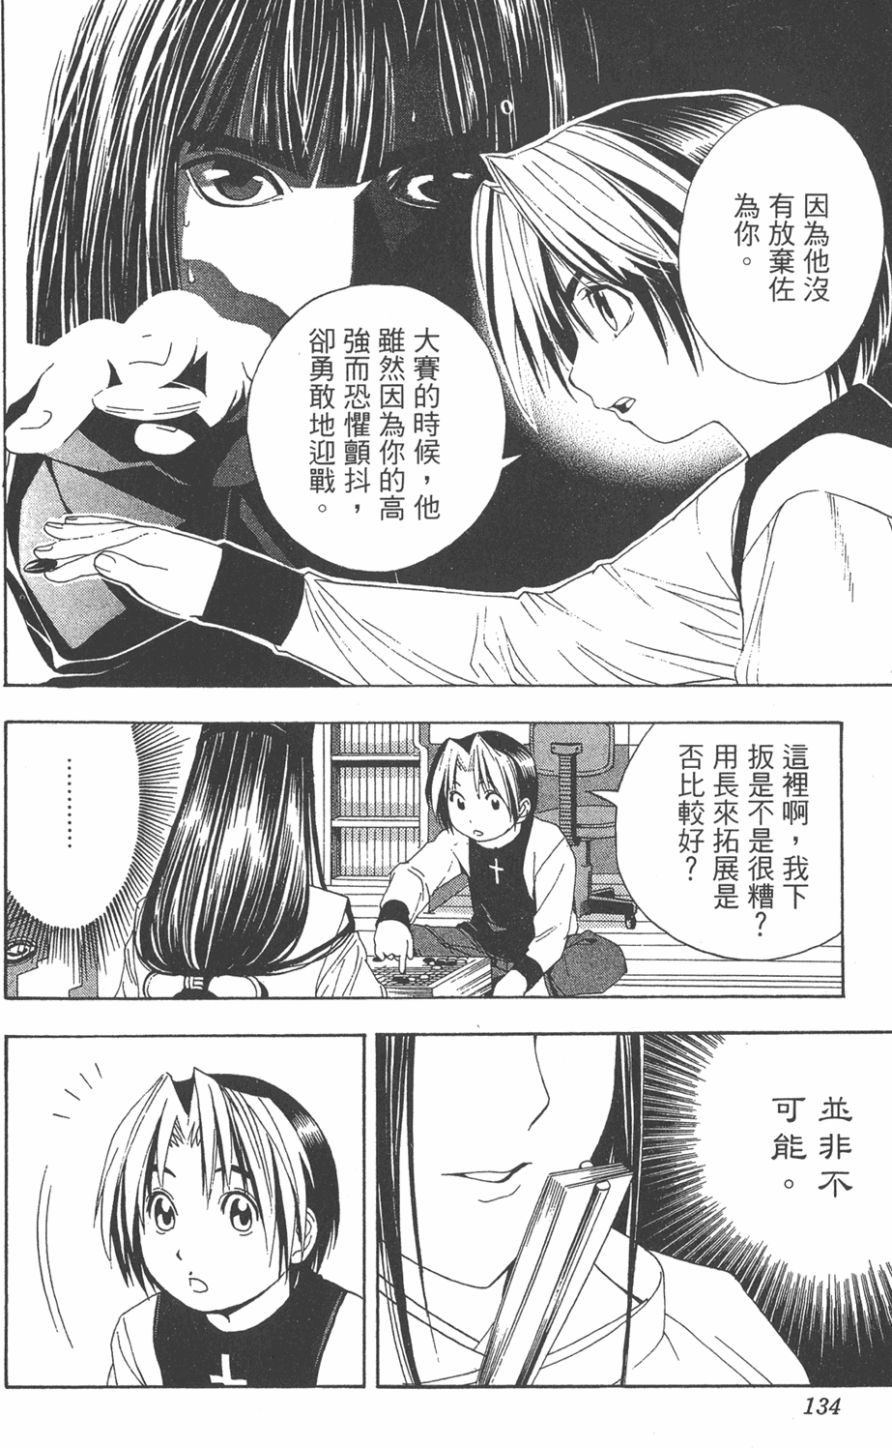 因為他沒
有放棄佐
為你。
大賽的時候，他
雖然因為你的高
強而恐懼顫抖，
卻勇敢地迎戰。
這裡啊，我下
扳是不是很糟？
用長來拓展是
否比較好？
………
並非不
可能。
134